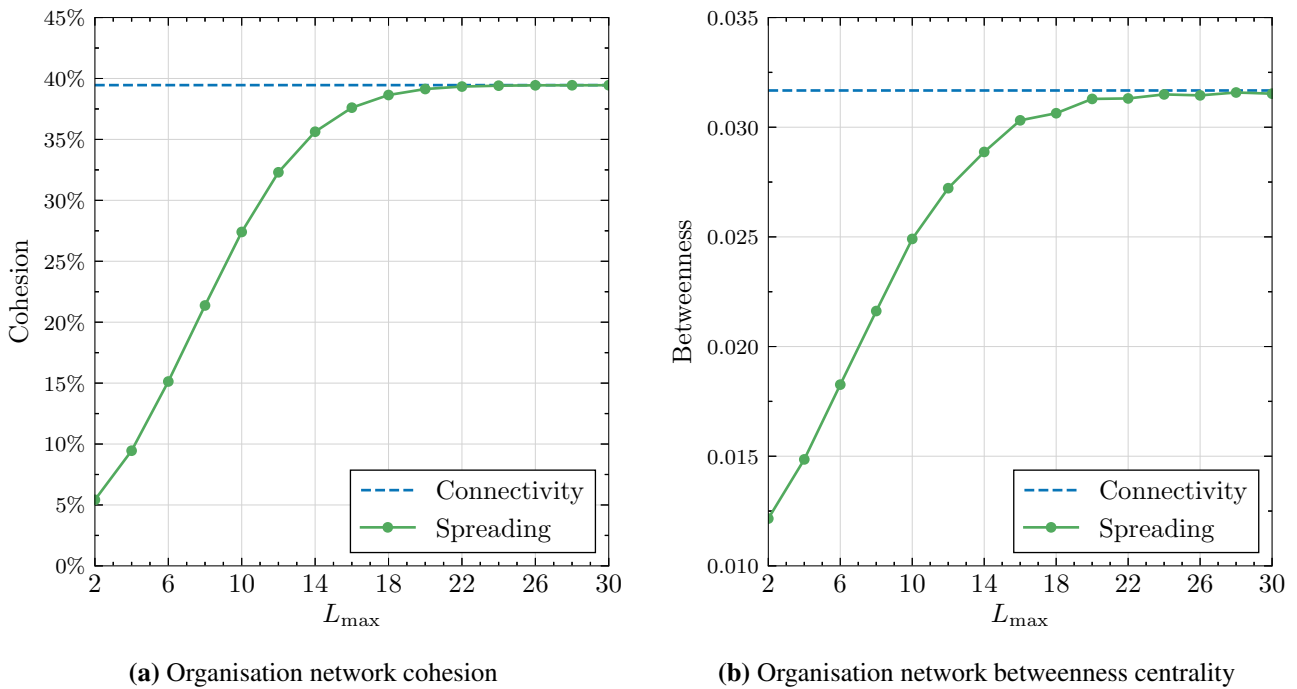 45%
40%
35%
30%
25%
20%
15%
10%
5%
0%
Cohesion
Connectivity
Spreading
2 6 10 14 18 22 26 30
L_max
(a) Organisation network cohesion
0.035
0.030
0.025
0.020
0.015
0.010
Betweenness
Connectivity
Spreading
2 6 10 14 18 22 26 30
L_max
(b) Organisation network betweenness centrality